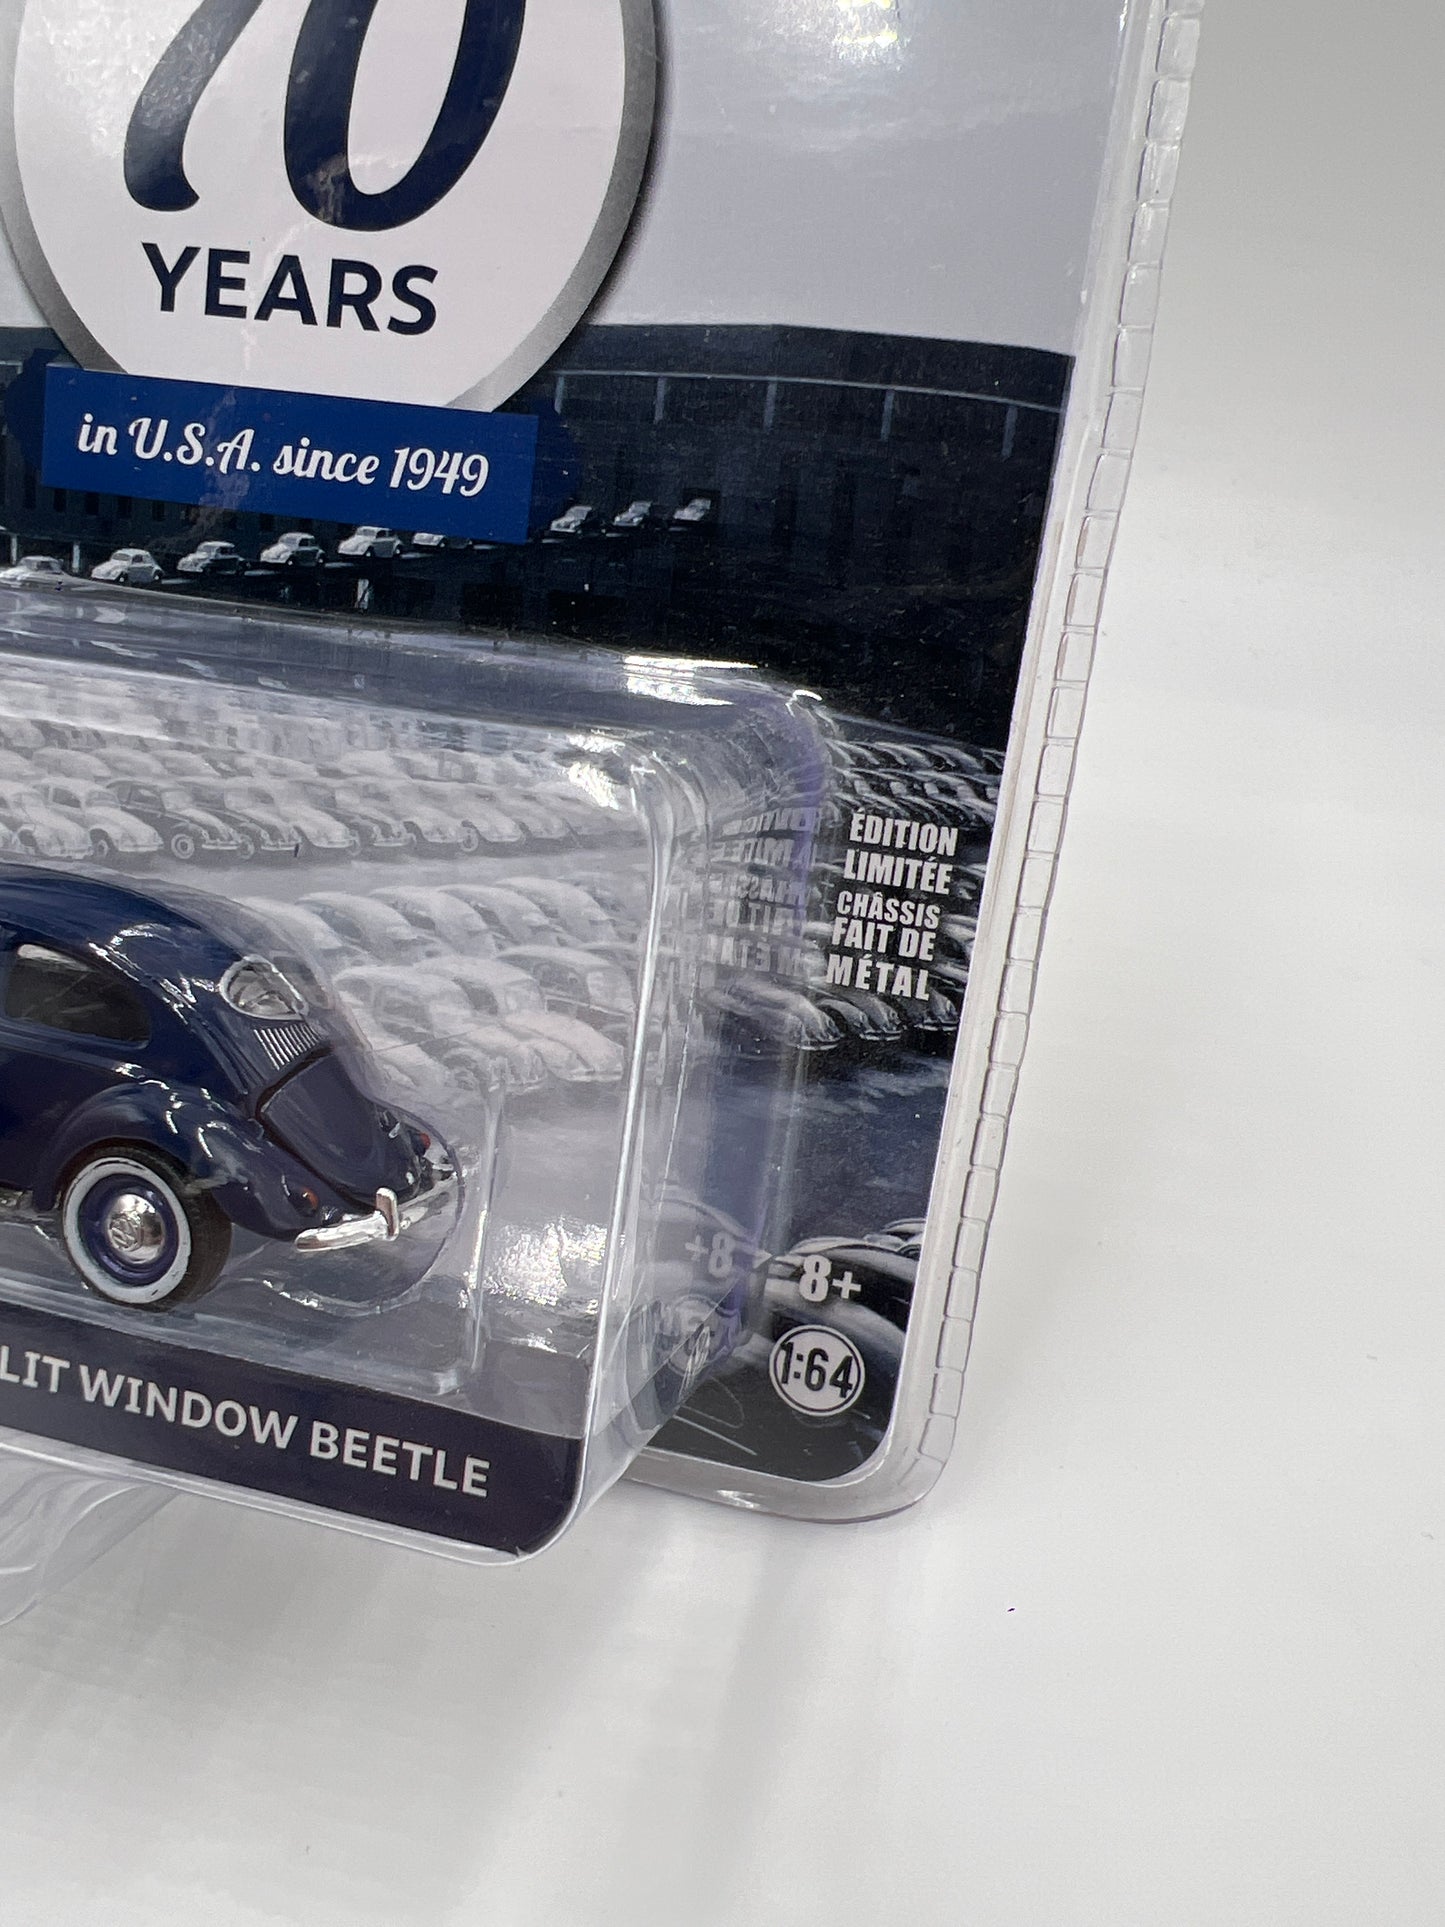 70
YEARS
in U.S.A. since 1949
ÉDITION
LIMITÉE
CHÂSSIS
FAIT DE
MÉTAL
8+
1:64
LIT WINDOW BEETLE